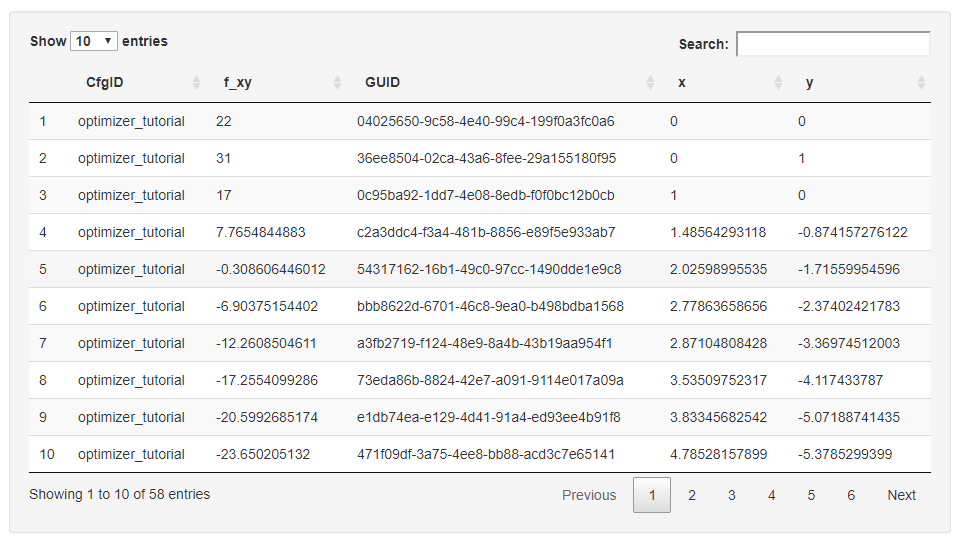 Show 10 entries Search:
CfgID f_xy GUID x y
1 optimizer_tutorial 22 04025650-9c58-4e40-99c4-199f0a3fc0a6 0 0
2 optimizer_tutorial 31 36ee8504-02ca-43a6-8fee-29a155180f95 0 1
3 optimizer_tutorial 17 0c95ba92-1dd7-4e08-8edb-f0f0bc12b0cb 1 0
4 optimizer_tutorial 7.7654844883 c2a3ddc4-f3a4-481b-8856-e89f5e933ab7 1.48564293118 -0.874157276122
5 optimizer_tutorial -0.308606446012 54317162-16b1-49c0-97cc-1490dde1e9c8 2.02598995535 -1.71559954596
6 optimizer_tutorial -6.90375154402 bbb8622d-6701-46c8-9ea0-b498bdba1568 2.77863658656 -2.37402421783
7 optimizer_tutorial -12.2608504611 a3fb2719-f124-48e9-8a4b-43b19aa954f1 2.87104808428 -3.36974512003
8 optimizer_tutorial -17.2554099286 73eda86b-8824-42e7-a091-9114e017a09a 3.53509752317 -4.117433787
9 optimizer_tutorial -20.5992685174 e1db74ea-e129-4d41-91a4-ed93ee4b91f8 3.83345682542 -5.07188741435
10 optimizer_tutorial -23.650205132 471f09df-3a75-4ee8-bb88-acd3c7e65141 4.78528157899 -5.3785299399
Showing 1 to 10 of 58 entries Previous 1 2 3 4 5 6 Next